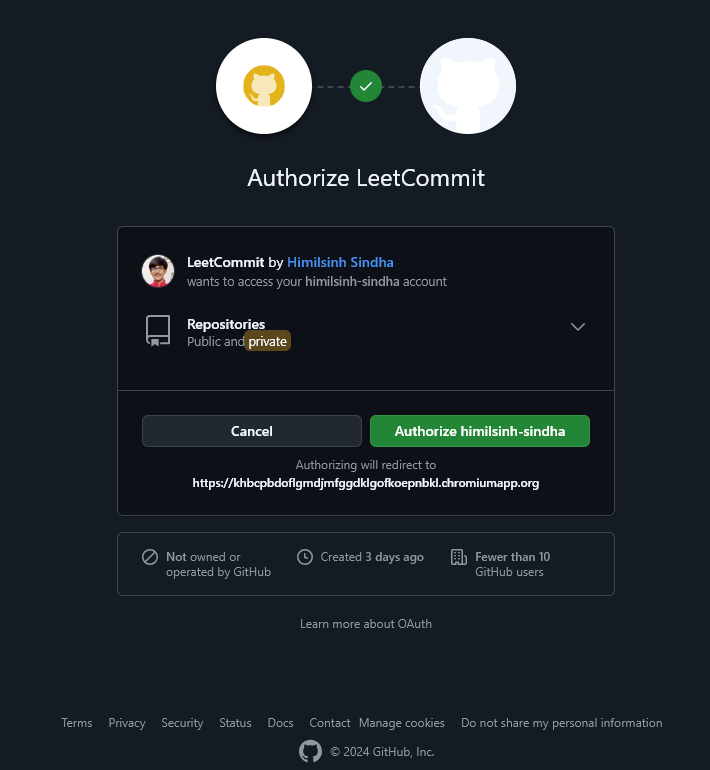 Authorize LeetCommit
LeetCommit by Himilsinh Sindha
wants to access your himilsinh-sindha account
Repositories
Public and private
Cancel
Authorize himilsinh-sindha
Authorizing will redirect to
https://khbcpbdoflgmdjmfggdklgofkoepnbkl.chromiumapp.org
Not owned or
operated by GitHub
Created 3 days ago
Fewer than 10
GitHub users
Learn more about OAuth
Terms Privacy Security Status Docs Contact Manage cookies Do not share my personal information
© 2024 GitHub, Inc.